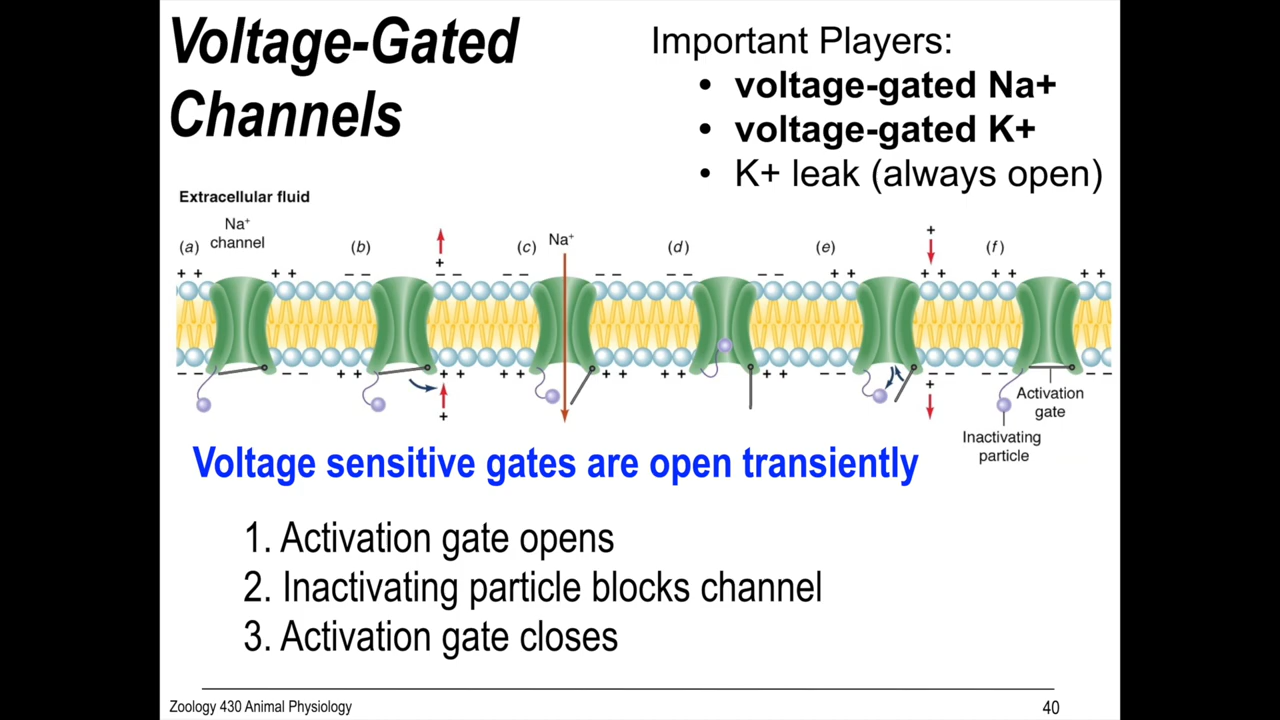 Voltage-Gated
Channels
Important Players:
• voltage-gated Na+
• voltage-gated K+
• K+ leak (always open)
Extracellular fluid
(a) Na⁺
channel
(b)
(c) Na⁺
(d)
(e)
(f)
+
+
+ + + + – – – – – – – – – – – – + + + + + + + +
– – – – + + + + + + + + + + + + – – – – – –
+
+
Activation
gate
Inactivating
particle
Voltage sensitive gates are open transiently
1. Activation gate opens
2. Inactivating particle blocks channel
3. Activation gate closes
Zoology 430 Animal Physiology
40